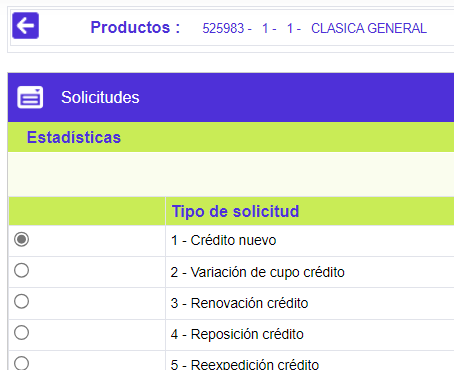 Productos : 525983 - 1 - 1 - CLASICA GENERAL
Solicitudes
Estadísticas
Tipo de solicitud
1 - Crédito nuevo
2 - Variación de cupo crédito
3 - Renovación crédito
4 - Reposición crédito
5 - Reexpedición crédito